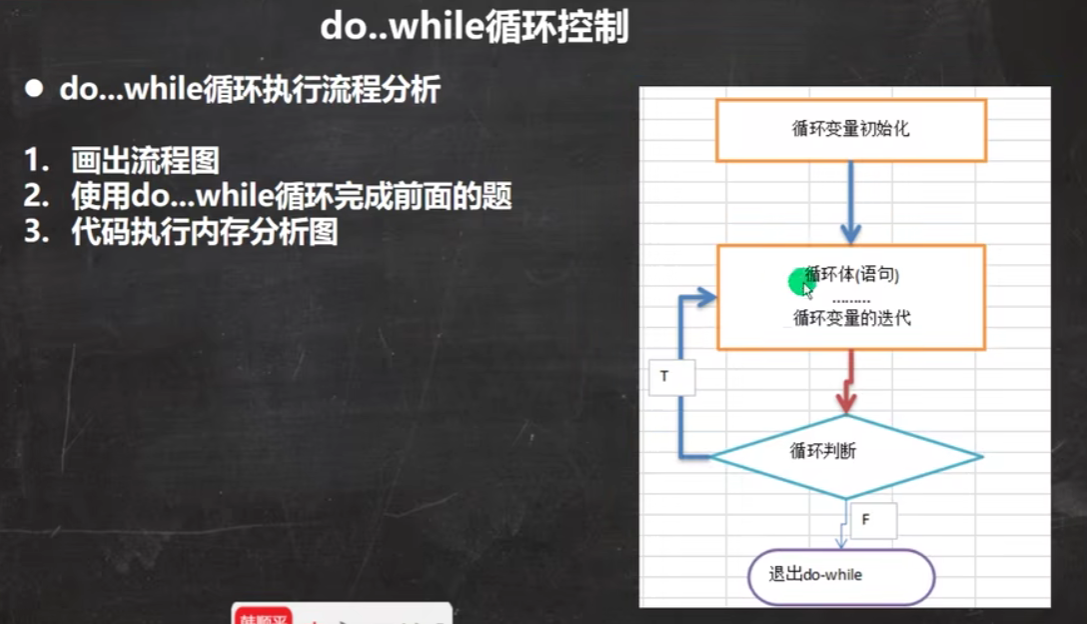 do..while循环控制
do...while循环执行流程分析
1. 画出流程图
2. 使用do...while循环完成前面的题
3. 代码执行内存分析图
循环变量初始化
循环体(语句)
.........
循环变量的迭代
T
循环判断
F
退出do-while
韩顺平